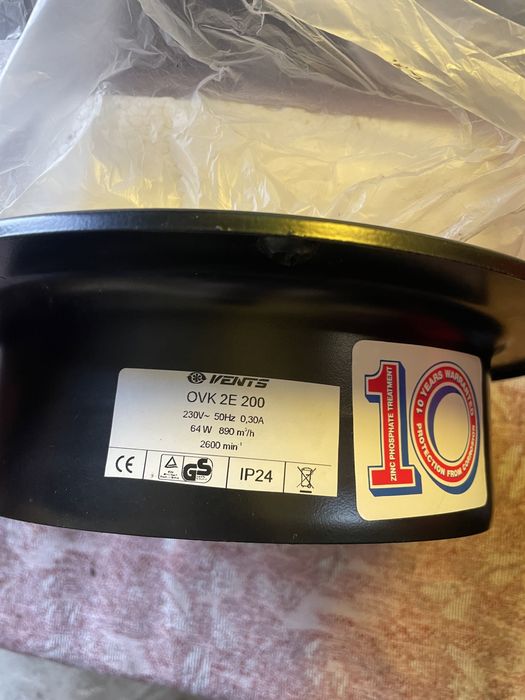 VENTS
OVK 2E 200
230V~ 50Hz 0,30A
64 W 890 m³/h
2600 min⁻¹
CE
GS
IP24
10
ZINC PHOSPHATE TREATMENT
10 YEARS WARRANTED
PROTECTION FROM CORROSION